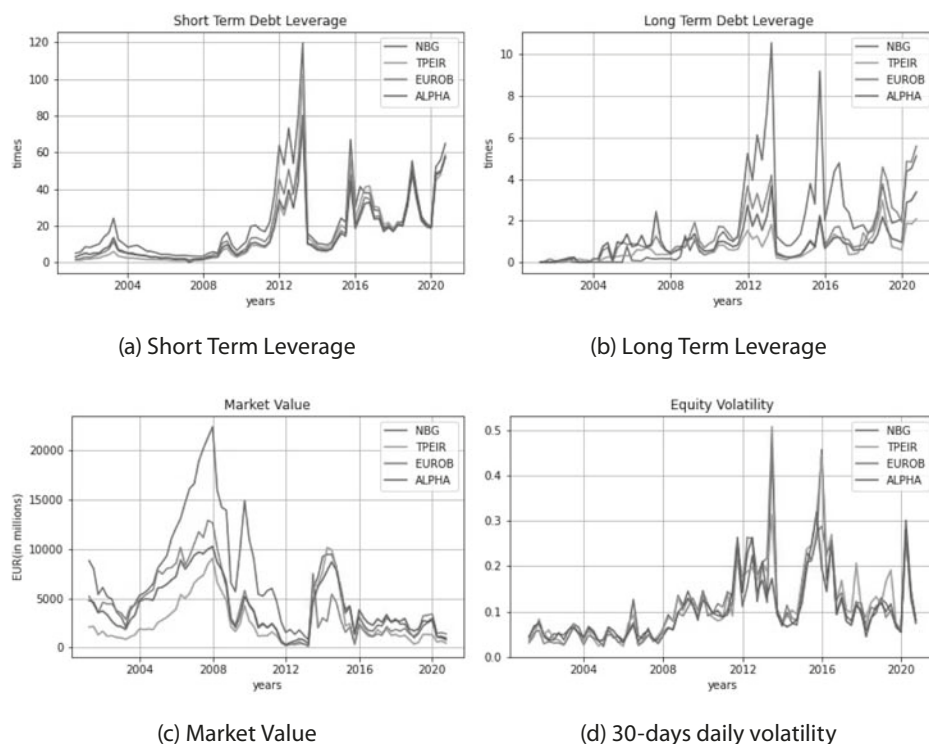 Short Term Debt Leverage
120
100
80
60
40
20
0
times
2004 2008 2012 2016 2020
years
NBG
TPEIR
EUROB
ALPHA
(a) Short Term Leverage
Long Term Debt Leverage
10
8
6
4
2
0
times
2004 2008 2012 2016 2020
years
NBG
TPEIR
EUROB
ALPHA
(b) Long Term Leverage
Market Value
20000
15000
10000
5000
0
EUR(in millions)
2004 2008 2012 2016 2020
years
NBG
TPEIR
EUROB
ALPHA
(c) Market Value
Equity Volatility
0.5
0.4
0.3
0.2
0.1
0.0
2004 2008 2012 2016 2020
years
NBG
TPEIR
EUROB
ALPHA
(d) 30-days daily volatility